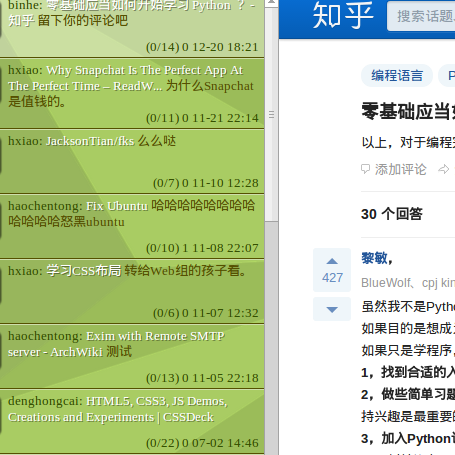 binhe: 零基础应当如何开始学习 Python ？ -
知乎 留下你的评论吧
(0/14) 0 12-20 18:21
hxiao: Why Snapchat Is The Perfect App At
The Perfect Time – ReadW... 为什么Snapchat
是值钱的。
(0/11) 0 11-21 22:14
hxiao: JacksonTian/fks 么么哒
(0/7) 0 11-10 12:28
haochentong: Fix Ubuntu 哈哈哈哈哈哈哈哈
哈哈哈哈怒黑ubuntu
(0/10) 1 11-08 22:07
hxiao: 学习CSS布局 转给Web组的孩子看。
(0/6) 0 11-07 12:32
haochentong: Exim with Remote SMTP
server - ArchWiki 测试
(0/13) 0 11-05 22:18
denghongcai: HTML5, CSS3, JS Demos,
Creations and Experiments | CSSDeck
(0/22) 0 07-02 14:46
知乎
搜索话题
编程语言
零基础应当
以上，对于编程
添加评论
30 个回答
427
黎敏，
BlueWolf、cpj kin
虽然我不是Pytho
如果目的是想成
如果只是学程序，
1，找到合适的入
2，做些简单习题
持兴趣是最重要的
3，加入Python